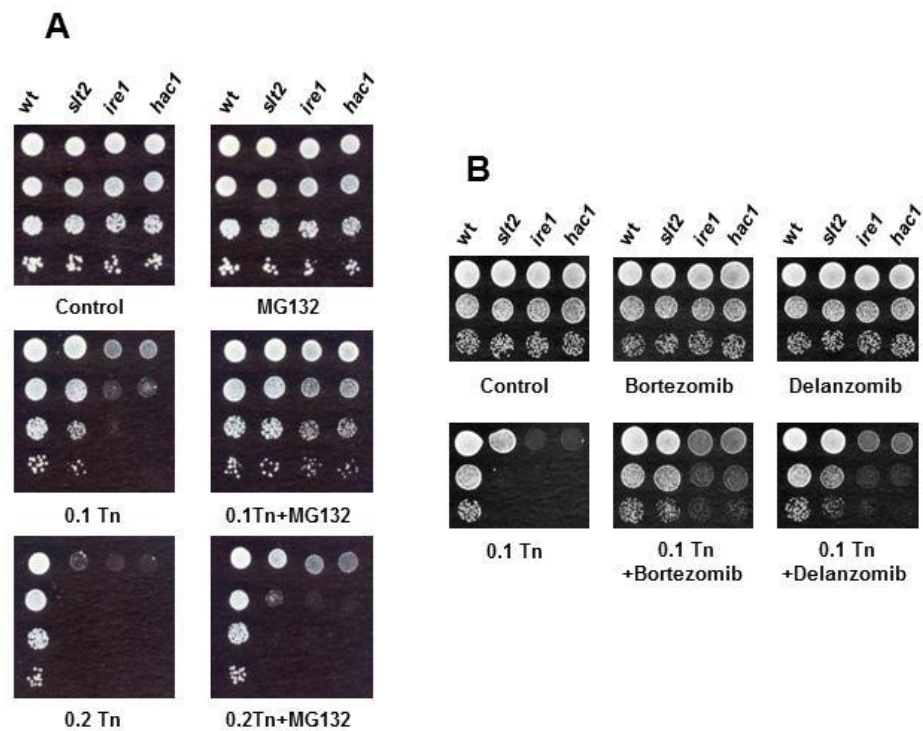 A
wt slt2 ire1 hac1 wt slt2 ire1 hac1
Control MG132
0.1 Tn 0.1Tn+MG132
0.2 Tn 0.2Tn+MG132
B
wt slt2 ire1 hac1 wt slt2 ire1 hac1 wt slt2 ire1 hac1
Control Bortezomib Delanzomib
0.1 Tn 0.1 Tn 0.1 Tn
+Bortezomib +Delanzomib